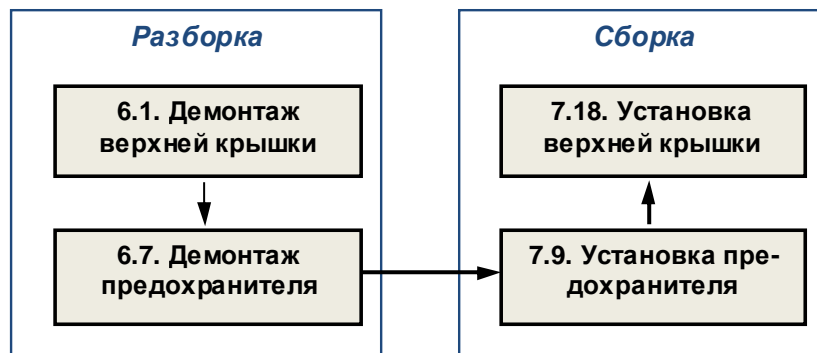 Разборка
6.1. Демонтаж
верхней крышки
6.7. Демонтаж
предохранителя
Сборка
7.18. Установка
верхней крышки
7.9. Установка пре-
дохранителя